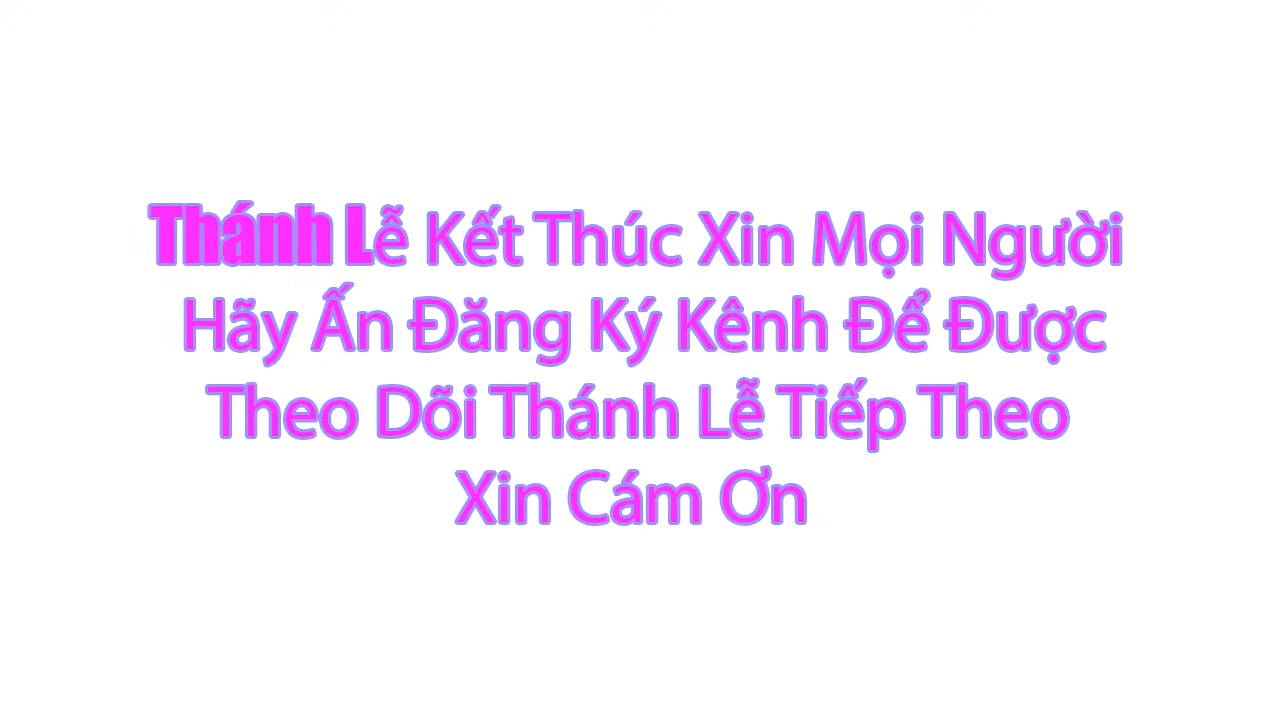 Thánh Lễ Kết Thúc Xin Mọi Người
Hãy Ấn Đăng Ký Kênh Để Được
Theo Dõi Thánh Lễ Tiếp Theo
Xin Cám Ơn